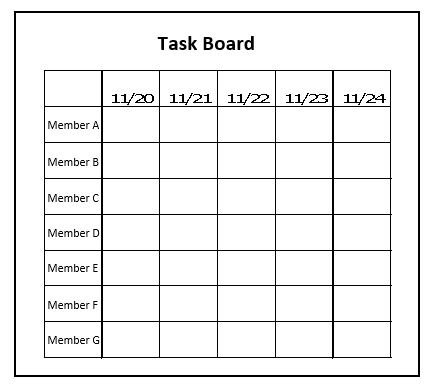 Task Board
11/20 11/21 11/22 11/23 11/24
Member A
Member B
Member C
Member D
Member E
Member F
Member G